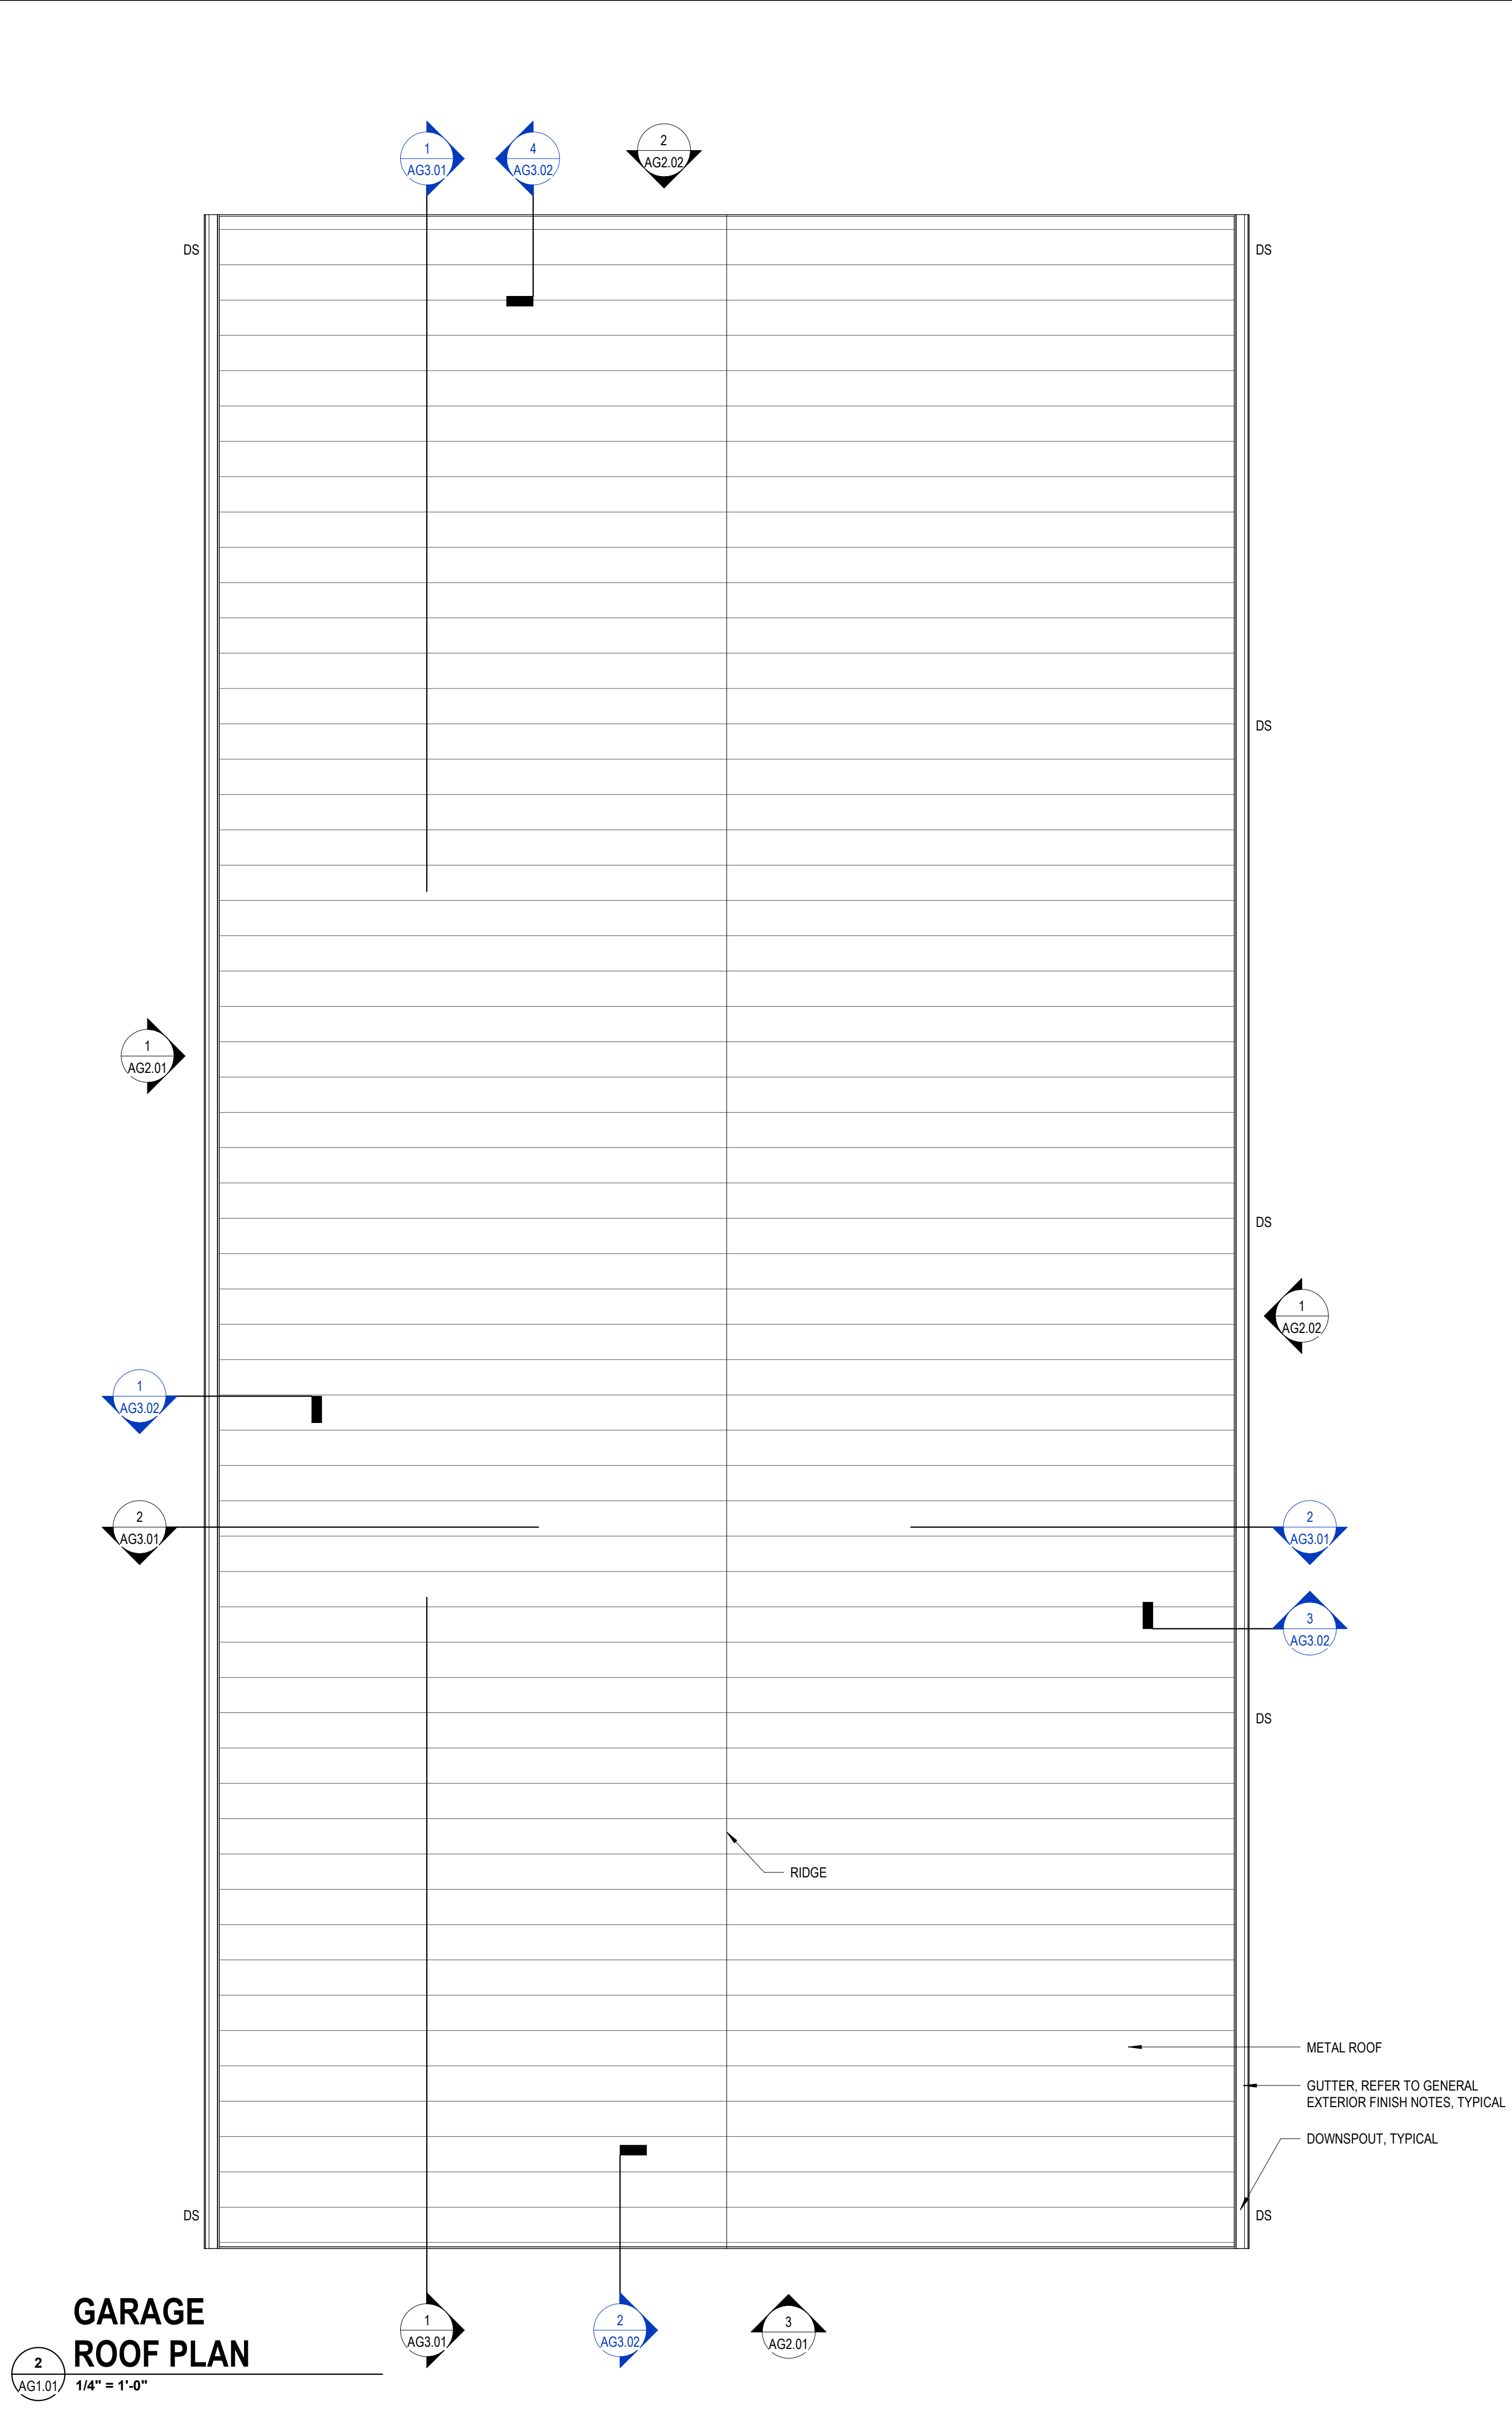 1
AG3.01
4
AG3.02
2
AG2.02
DS
DS
DS
1
AG2.01
DS
1
AG2.02
1
AG3.02
2
AG3.01
2
AG3.01
3
AG3.02
DS
RIDGE
METAL ROOF
GUTTER, REFER TO GENERAL
EXTERIOR FINISH NOTES, TYPICAL
DOWNSPOUT, TYPICAL
DS
DS
1
AG3.01
2
AG3.02
3
AG2.01
GARAGE
ROOF PLAN
2
AG1.01
1/4" = 1'-0"